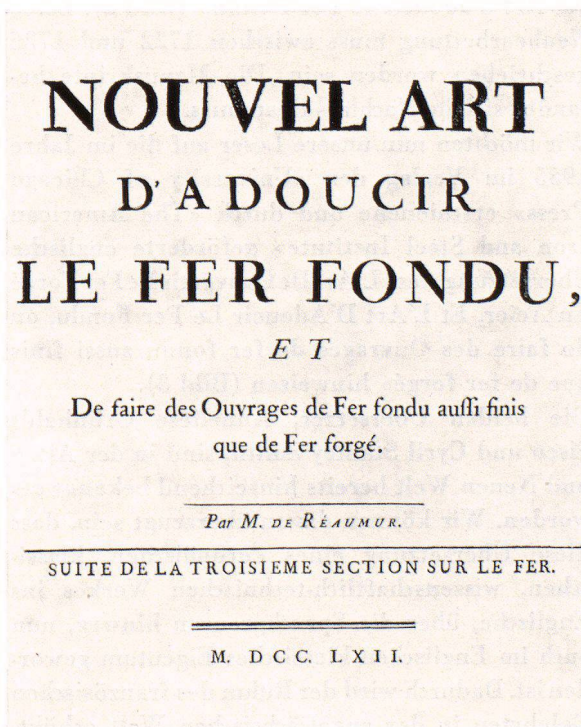 NOUVEL ART
D'ADOUCIR
LE FER FONDU,
ET
De faire des Ouvrages de Fer fondu auſſi finis
que de Fer forgé.
Par M. DE RÉAUMUR.
SUITE DE LA TROISIEME SECTION SUR LE FER.
M. DCC. LXII.